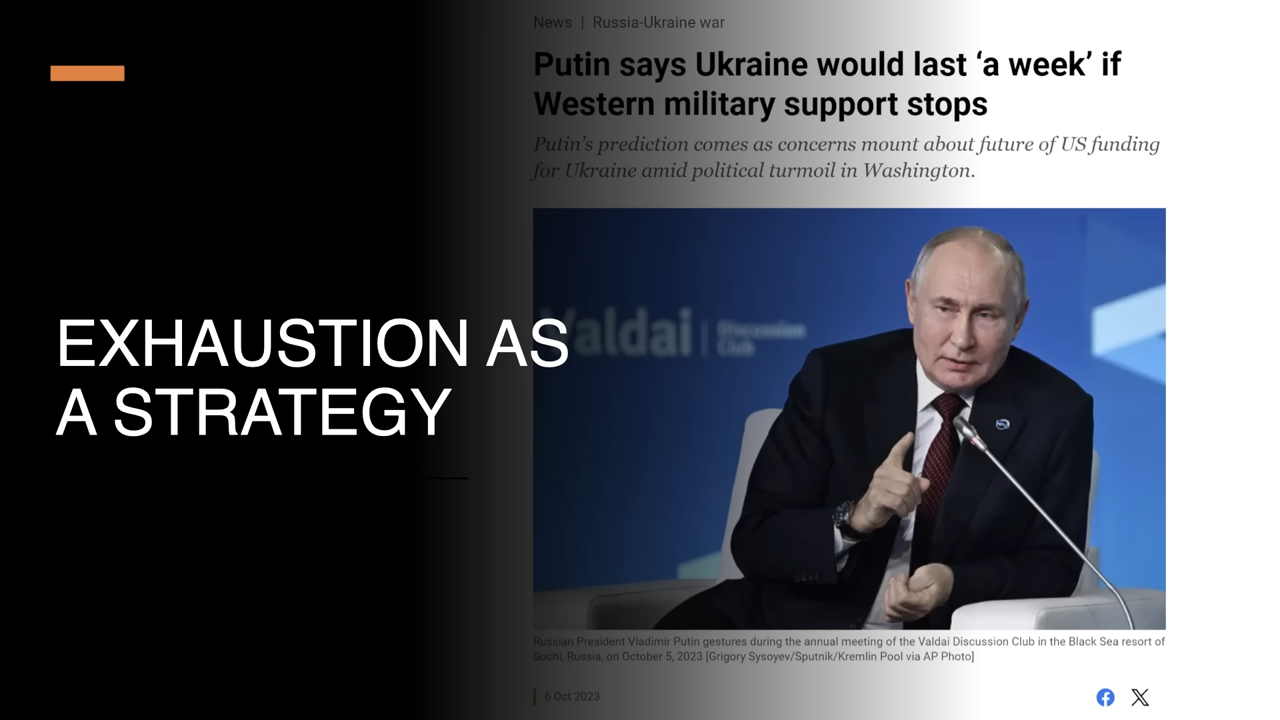 News | Russia-Ukraine war
Putin says Ukraine would last ‘a week’ if
Western military support stops
Putin’s prediction comes as concerns mount about future of US funding
for Ukraine amid political turmoil in Washington.
EXHAUSTION AS
A STRATEGY
Valdai | Discussion
Club
Russian President Vladimir Putin gestures during the annual meeting of the Valdai Discussion Club in the Black Sea resort of
Sochi, Russia, on October 5, 2023 [Grigory Sysoyev/Sputnik/Kremlin Pool via AP Photo]
6 Oct 2023